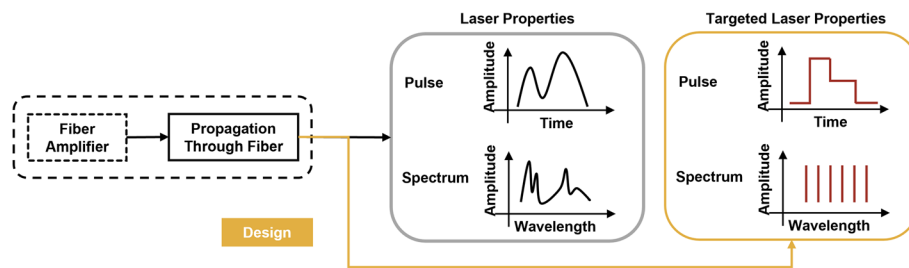 Laser Properties
Targeted Laser Properties
Pulse
Amplitude
Time
Pulse
Amplitude
Time
Fiber
Amplifier
Propagation
Through Fiber
Spectrum
Amplitude
Wavelength
Spectrum
Amplitude
Wavelength
Design